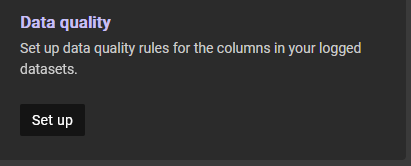 Data quality
Set up data quality rules for the columns in your logged
datasets.
Set up